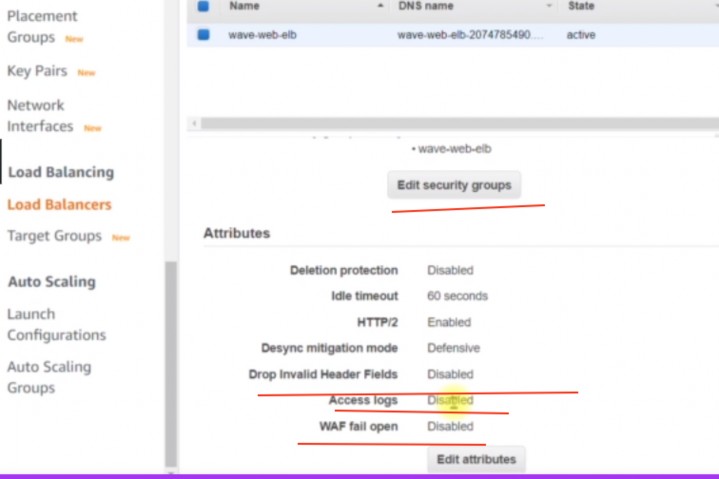 Placement
Groups New
Key Pairs New
Network
Interfaces New
Load Balancing
Load Balancers
Target Groups New
Auto Scaling
Launch
Configurations
Auto Scaling
Groups
Name DNS name State
wave-web-elb wave-web-elb-2074785490.... active
• wave-web-elb
Edit security groups
Attributes
Deletion protection Disabled
Idle timeout 60 seconds
HTTP/2 Enabled
Desync mitigation mode Defensive
Drop Invalid Header Fields Disabled
Access logs Disabled
WAF fail open Disabled
Edit attributes